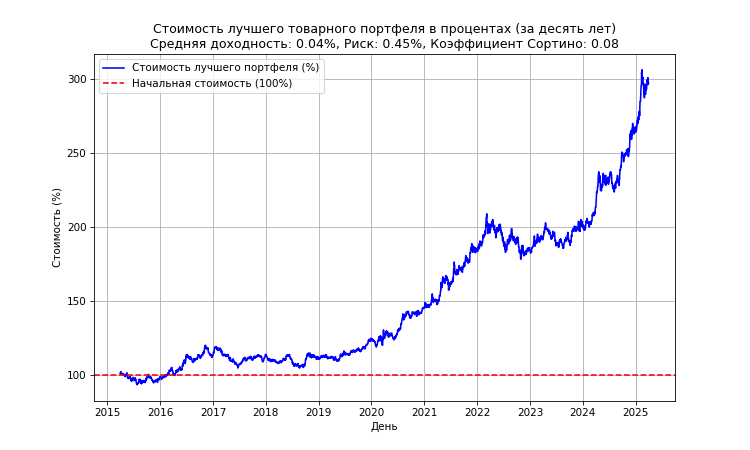 Стоимость лучшего товарного портфеля в процентах (за десять лет)
Средняя доходность: 0.04%, Риск: 0.45%, Коэффициент Сортино: 0.08
Стоимость лучшего портфеля (%)
Начальная стоимость (100%)
Стоимость (%)
300
250
200
150
100
2015 2016 2017 2018 2019 2020 2021 2022 2023 2024 2025
День